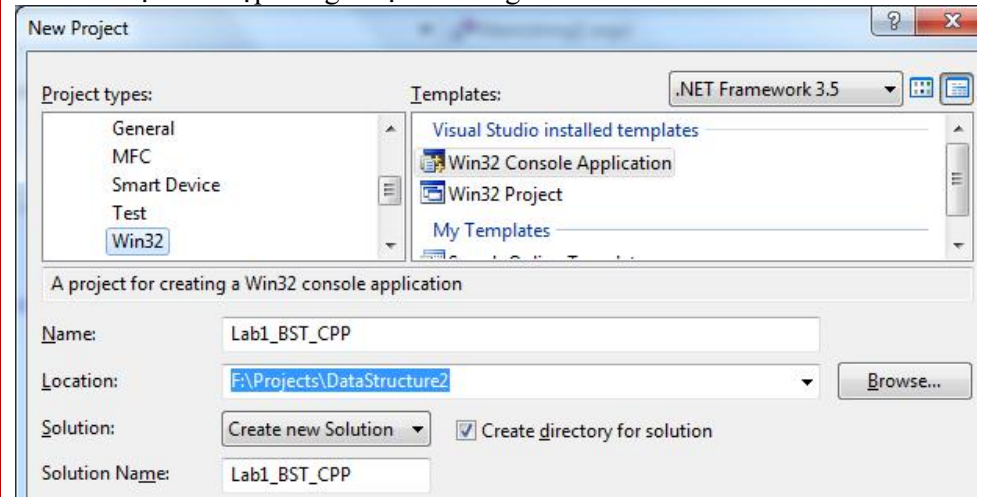 New Project
Project types:
Templates:
.NET Framework 3.5
General
MFC
Smart Device
Test
Win32
Visual Studio installed templates
Win32 Console Application
Win32 Project
My Templates
A project for creating a Win32 console application
Name:
Lab1_BST_CPP
Location:
F:\Projects\DataStructure2
Browse...
Solution:
Create new Solution
Create directory for solution
Solution Name:
Lab1_BST_CPP